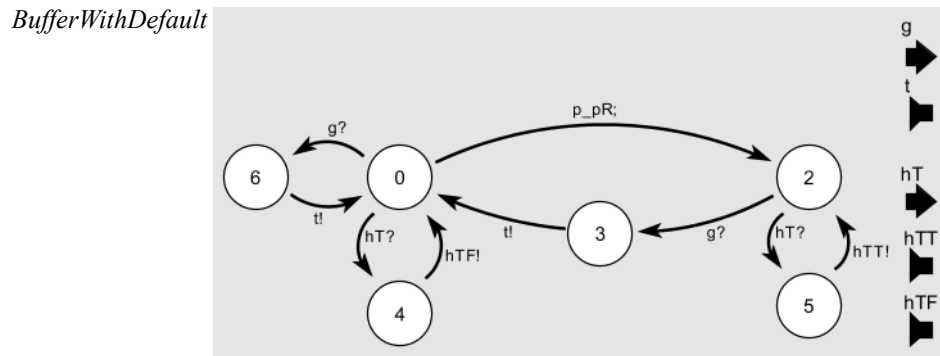 BufferWithDefault
g
t
p_pR;
g?
6
0
2
t!
hT
hT?
hTF!
t!
3
g?
hT?
hTT!
hTT
4
5
hTF